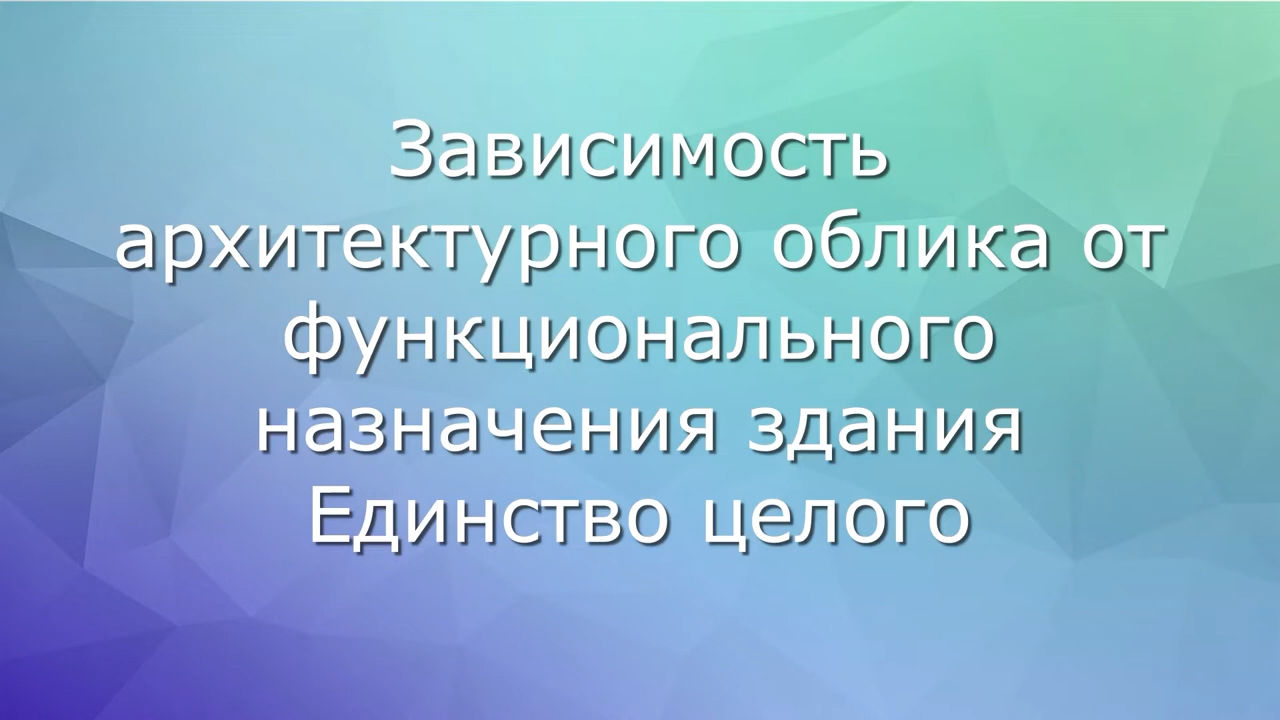 Зависимость
архитектурного облика от
функционального
назначения здания
Единство целого